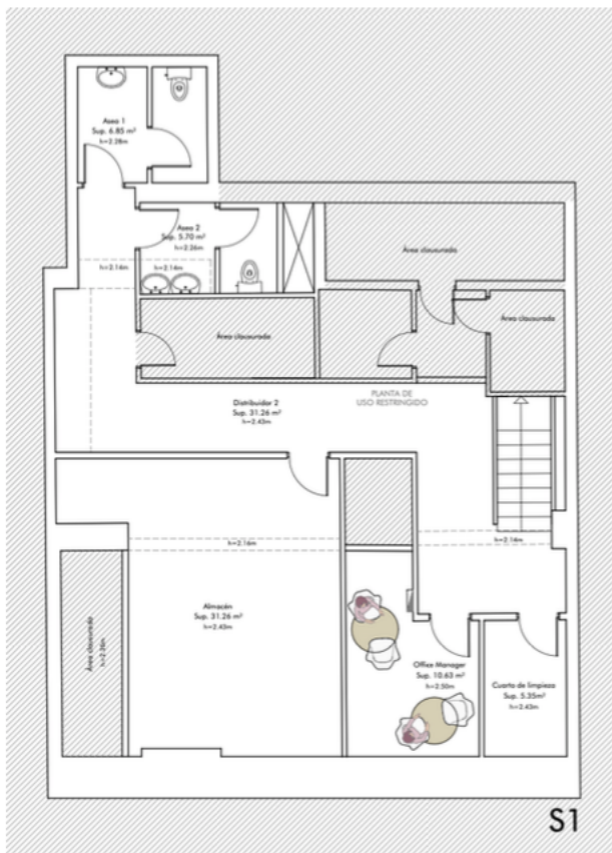 Aseo 1
Sup. 6.85 m²
h=2.28m
Aseo 2
Sup. 5.70 m²
h=2.26m
h=2.16m
h=2.14m
Área clausurada
Área clausurada
Área clausurada
PLANTA DE
USO RESTRINGIDO
Distribuidor 2
Sup. 31.26 m²
h=2.43m
h=2.16m
h=2.16m
Almacén
Sup. 31.26 m²
h=2.43m
Área clausurada
h=2.36m
Office Manager
Sup. 10.63 m²
h=2.50m
Cuarto de limpieza
Sup. 5.35m²
h=2.43m
S1